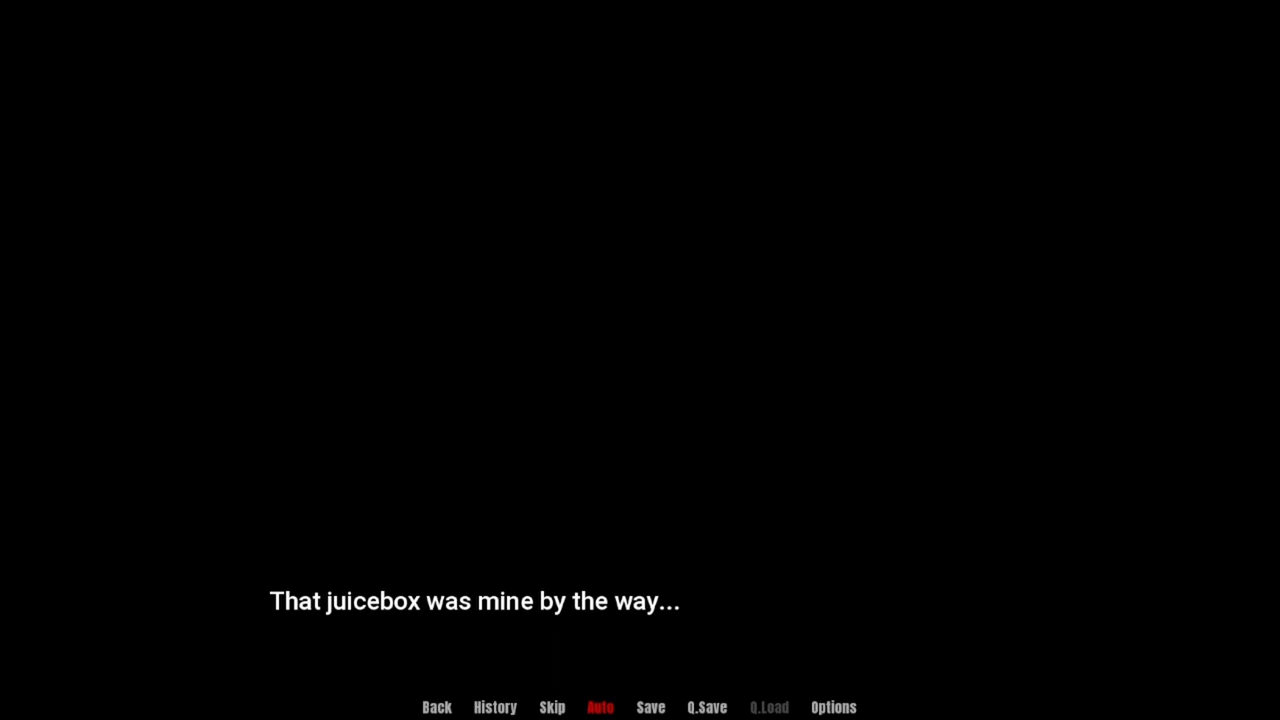 That juicebox was mine by the way...
Back History Skip Auto Save Q.Save Q.Load Options